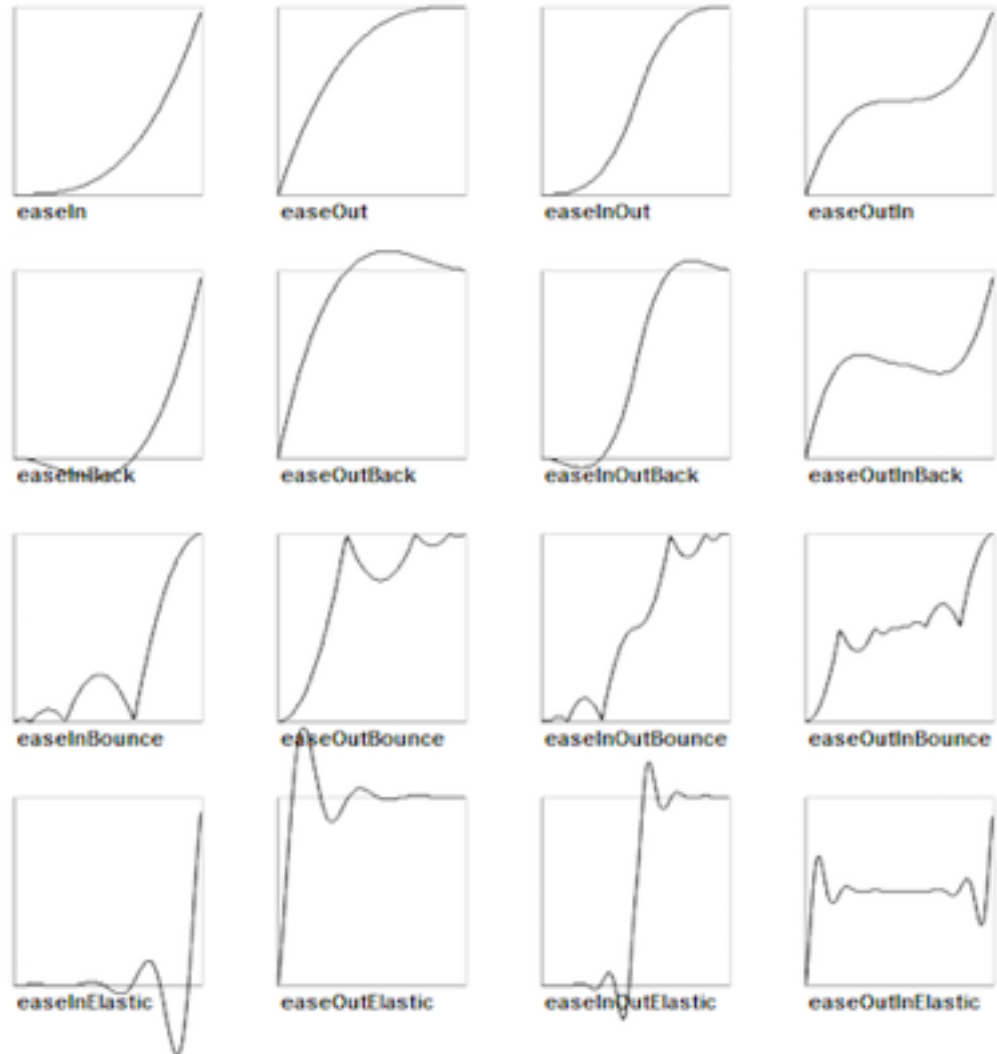 easeIn easeOut easeInOut easeOutIn
easeInBack easeOutBack easeInOutBack easeOutInBack
easeInBounce easeOutBounce easeInOutBounce easeOutInBounce
easeInElastic easeOutElastic easeInOutElastic easeOutInElastic